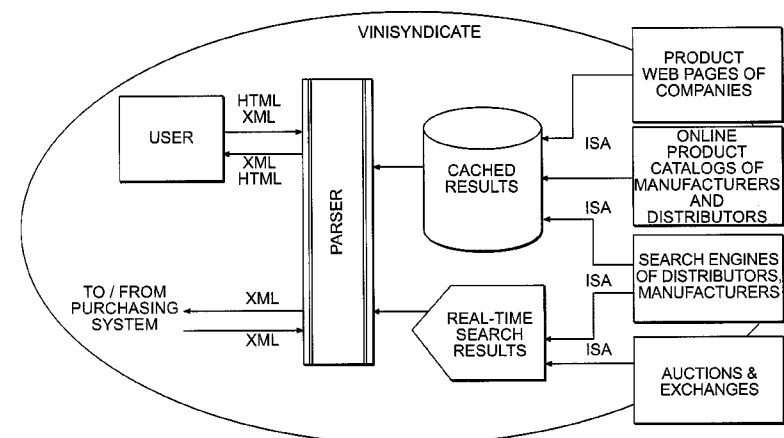 VINISYNDICATE
USER
HTML
XML
XML
HTML
PARSER
CACHED
RESULTS
REAL-TIME
SEARCH
RESULTS
TO / FROM
PURCHASING
SYSTEM
XML
XML
ISA
ISA
ISA
ISA
PRODUCT
WEB PAGES OF
COMPANIES
ONLINE
PRODUCT
CATALOGS OF
MANUFACTURERS
AND
DISTRIBUTORS
SEARCH ENGINES
OF DISTRIBUTORS,
MANUFACTURERS
AUCTIONS &
EXCHANGES